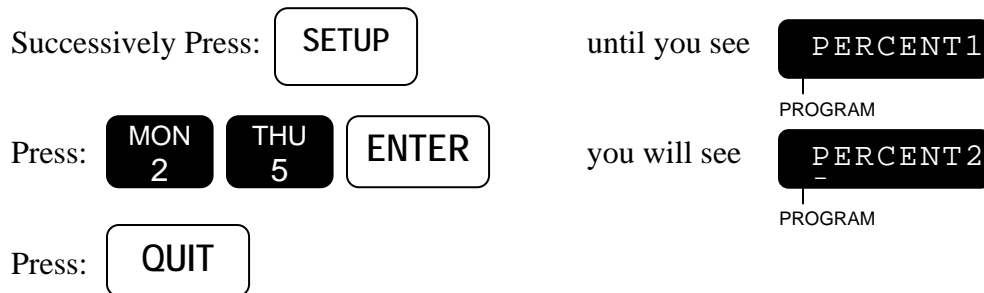 Successively Press: SETUP until you see PERCENT1
PROGRAM
Press: MON 2 THU 5 ENTER you will see PERCENT2
PROGRAM
Press: QUIT